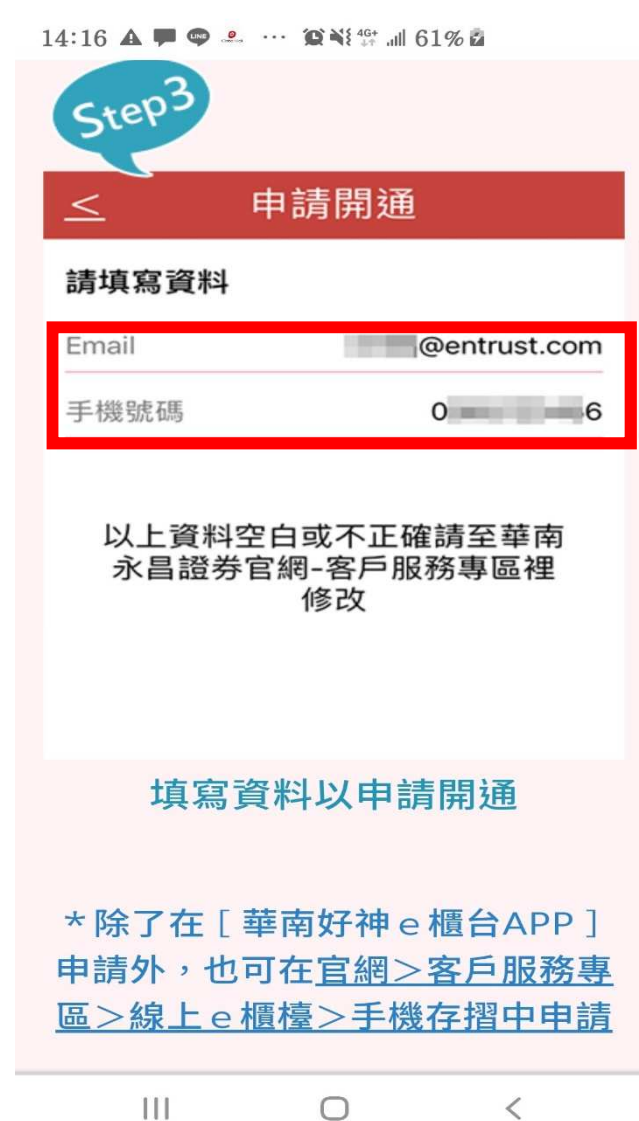 14:16 ··· 4G+ 61%
LINE
Step3
< 申請開通
請填寫資料
Email @entrust.com
手機號碼 0 6
以上資料空白或不正確請至華南
永昌證券官網-客戶服務專區裡
修改
填寫資料以申請開通
*除了在[華南好神e櫃台APP]
申請外,也可在官網>客戶服務專
區>線上e櫃檯>手機存摺中申請